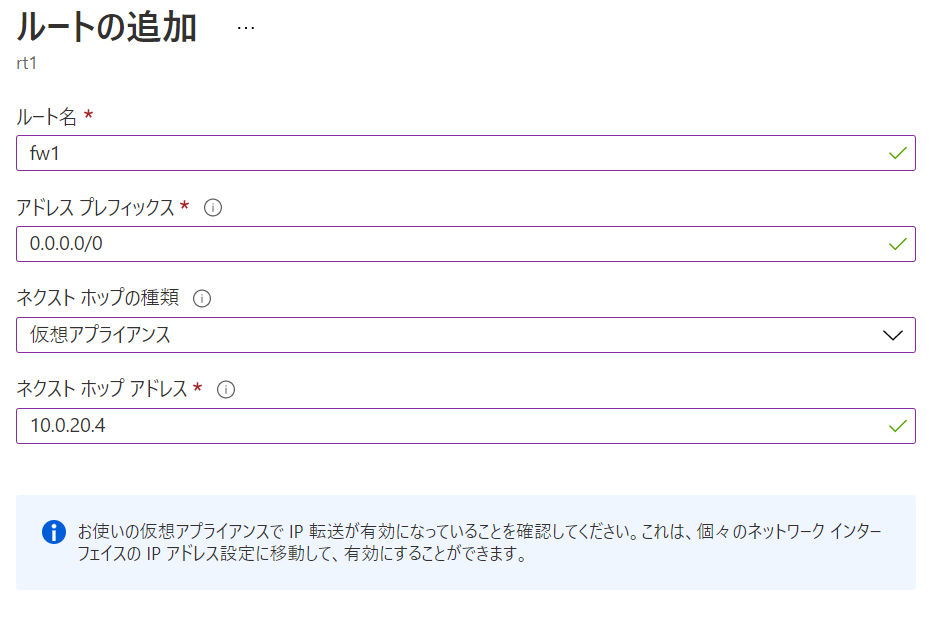 ルートの追加 …
rt1
ルート名 *
fw1
アドレス プレフィックス *
0.0.0.0/0
ネクスト ホップの種類
仮想アプライアンス
ネクスト ホップ アドレス *
10.0.20.4
お使いの仮想アプライアンスで IP 転送が有効になっていることを確認してください。これは、個々のネットワーク インター
フェイスの IP アドレス設定に移動して、有効にすることができます。